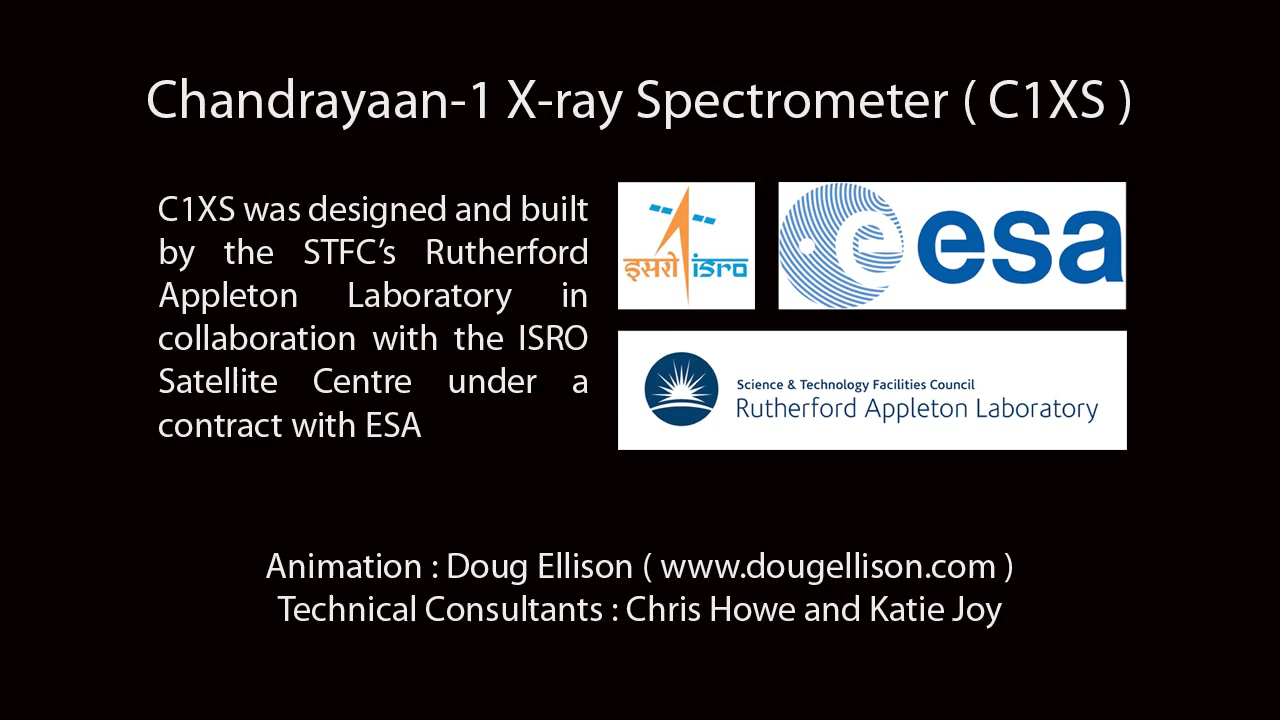 Chandrayaan-1 X-ray Spectrometer ( C1XS )
C1XS was designed and built
by the STFC’s Rutherford
Appleton Laboratory in
collaboration with the ISRO
Satellite Centre under a
contract with ESA
इसरो isro
esa
Science & Technology Facilities Council
Rutherford Appleton Laboratory
Animation : Doug Ellison ( www.dougellison.com )
Technical Consultants : Chris Howe and Katie Joy